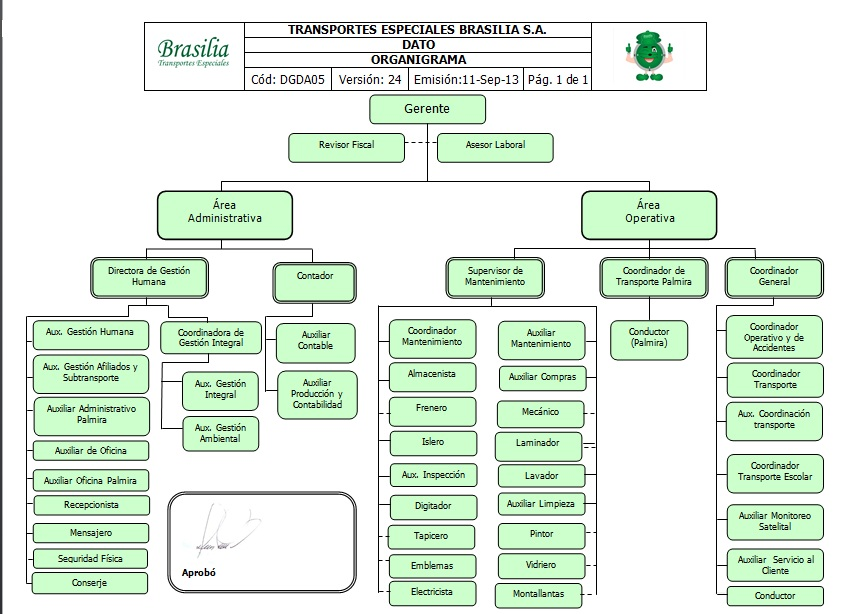 Brasilia
Transportes Especiales
TRANSPORTES ESPECIALES BRASILIA S.A.
DATO
ORGANIGRAMA
Cód: DGDA05 Versión: 24 Emisión:11-Sep-13 Pág. 1 de 1
Gerente
Revisor Fiscal
Asesor Laboral
Área
Administrativa
Área
Operativa
Directora de Gestión
Humana
Contador
Supervisor de
Mantenimiento
Coordinador de
Transporte Palmira
Coordinador
General
Aux. Gestión Humana
Aux. Gestión Afiliados y
Subtransporte
Auxiliar Administrativo
Palmira
Auxiliar de Oficina
Auxiliar Oficina Palmira
Recepcionista
Mensajero
Seguridad Física
Conserje
Coordinadora de
Gestión Integral
Aux. Gestión
Integral
Aux. Gestión
Ambiental
Auxiliar
Contable
Auxiliar
Producción y
Contabilidad
Coordinador
Mantenimiento
Almacenista
Frenero
Islero
Aux. Inspección
Digitador
Tapicero
Emblemas
Electricista
Auxiliar
Mantenimiento
Auxiliar Compras
Mecánico
Laminador
Lavador
Auxiliar Limpieza
Pintor
Vidriero
Montallantas
Conductor
(Palmira)
Coordinador
Operativo y de
Accidentes
Coordinador
Transporte
Aux. Coordinación
transporte
Coordinador
Transporte Escolar
Auxiliar Monitoreo
Satelital
Auxiliar Servicio al
Cliente
Conductor
Aprobó